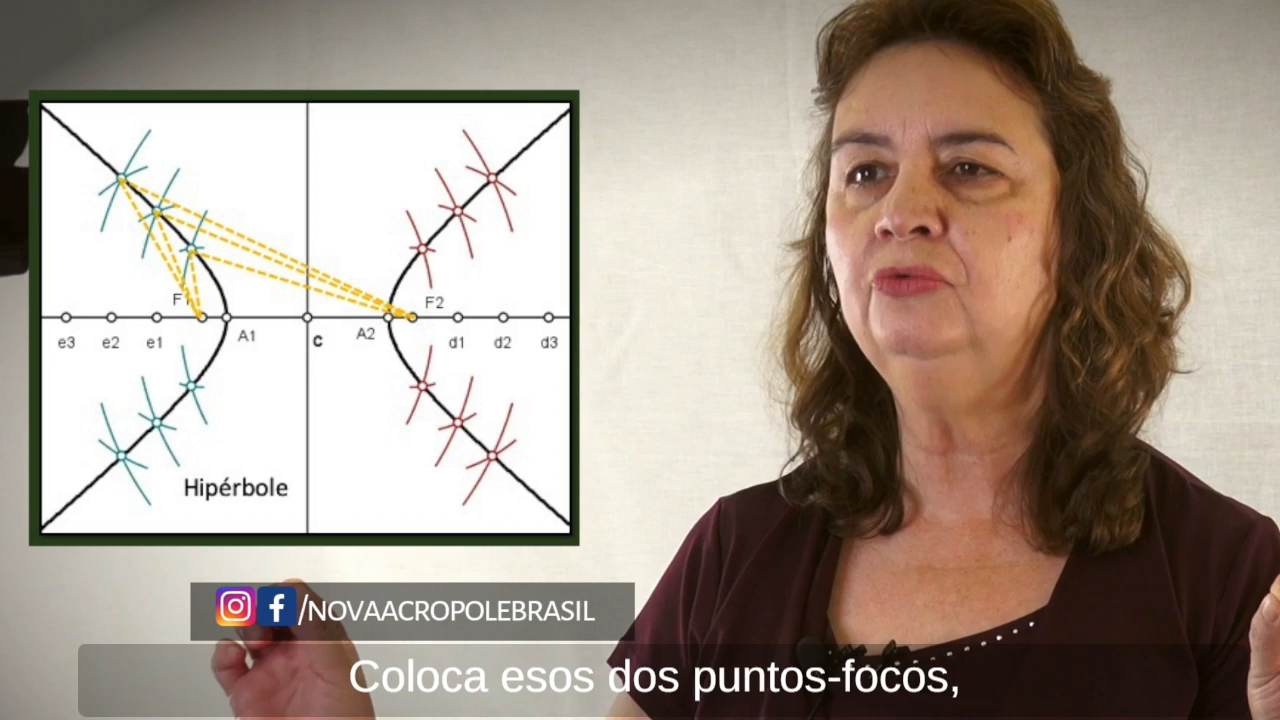 F1
F2
e3 e2 e1 A1 C A2 d1 d2 d3
Hipérbole
/NOVAACROPOLEBRASIL
Coloca esos dos puntos-focos,